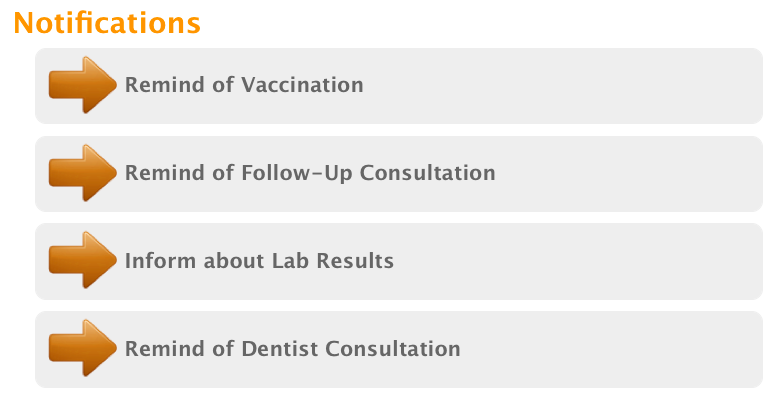 Notifications
Remind of Vaccination
Remind of Follow-Up Consultation
Inform about Lab Results
Remind of Dentist Consultation